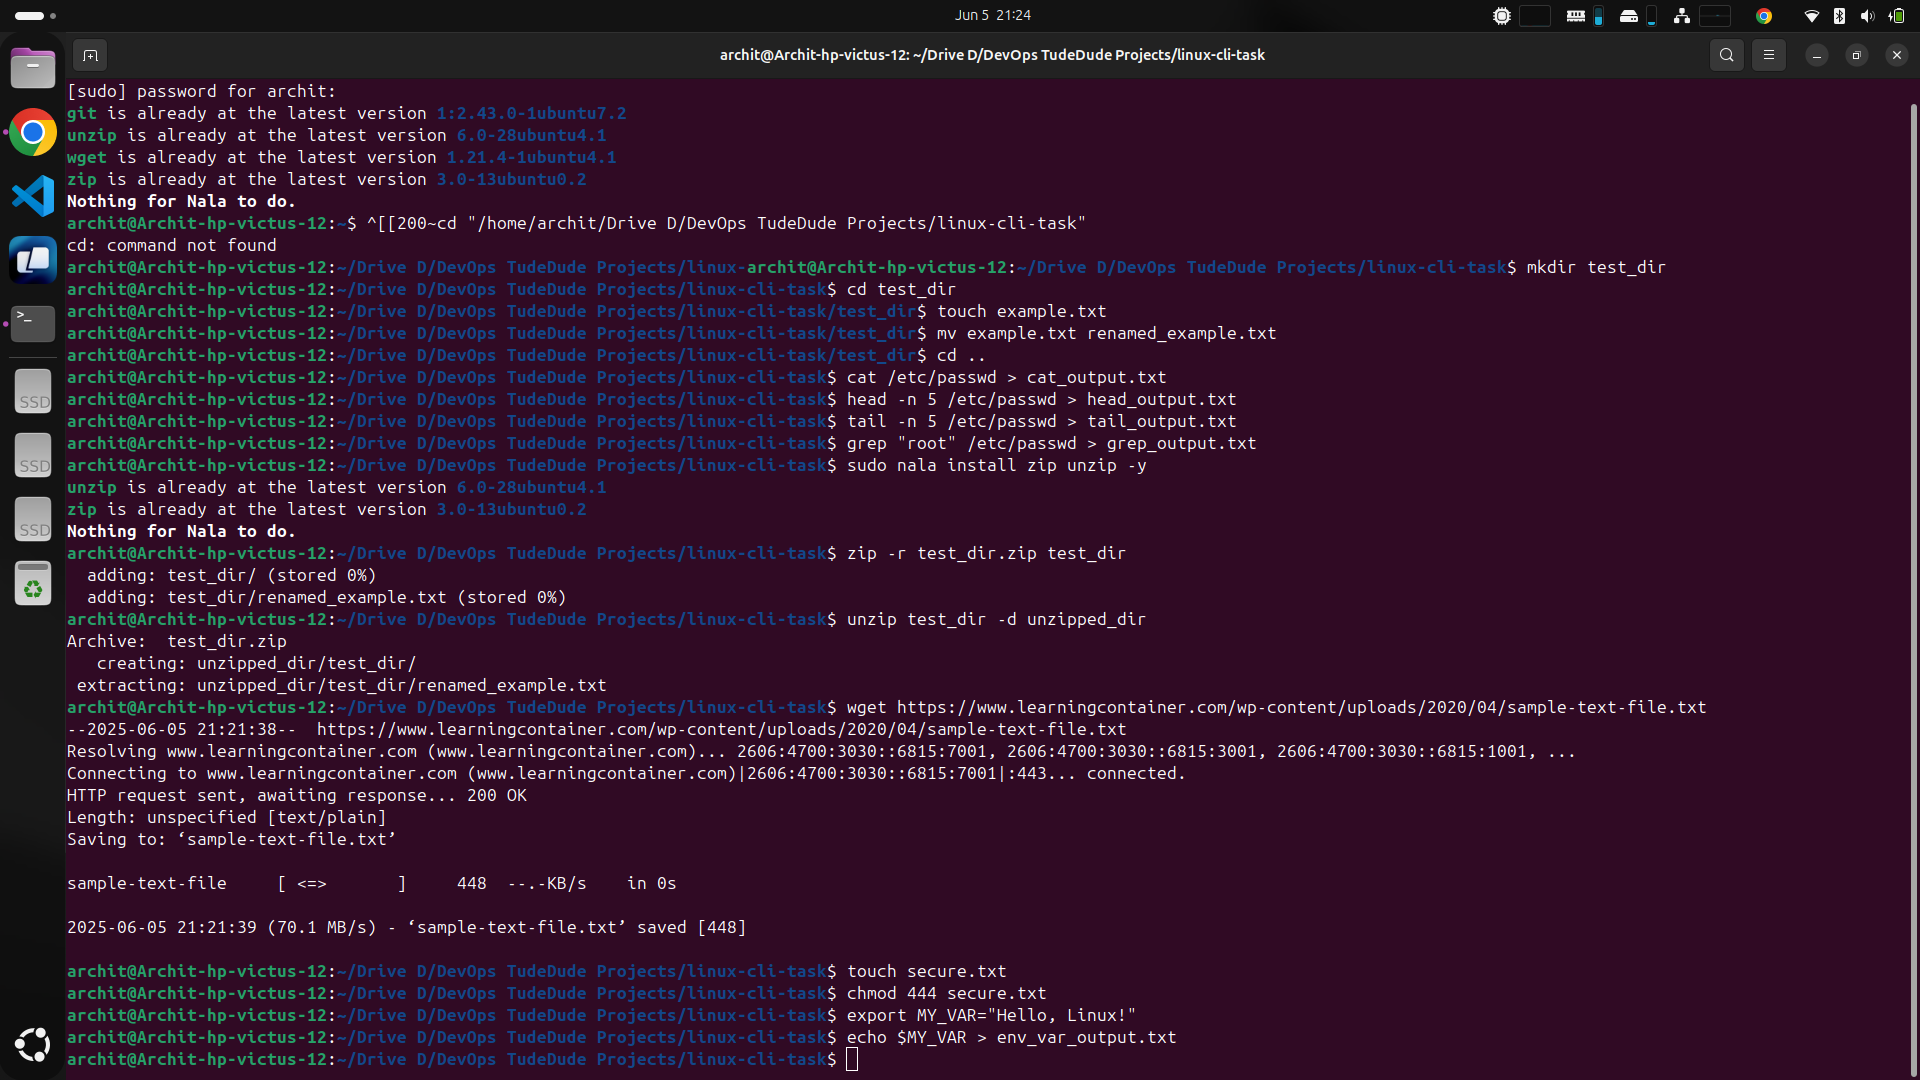 Jun 5 21:24
archit@Archit-hp-victus-12: ~/Drive D/DevOps TudeDude Projects/linux-cli-task
[sudo] password for archit:
git is already at the latest version 1:2.43.0-1ubuntu7.2
unzip is already at the latest version 6.0-28ubuntu4.1
wget is already at the latest version 1.21.4-1ubuntu4.1
zip is already at the latest version 3.0-13ubuntu0.2
Nothing for Nala to do.
archit@Archit-hp-victus-12:~$ ^[[200~cd "/home/archit/Drive D/DevOps TudeDude Projects/linux-cli-task"
cd: command not found
archit@Archit-hp-victus-12:~/Drive D/DevOps TudeDude Projects/linux-archit@Archit-hp-victus-12:~/Drive D/DevOps TudeDude Projects/linux-cli-task$ mkdir test_dir
archit@Archit-hp-victus-12:~/Drive D/DevOps TudeDude Projects/linux-cli-task$ cd test_dir
archit@Archit-hp-victus-12:~/Drive D/DevOps TudeDude Projects/linux-cli-task/test_dir$ touch example.txt
archit@Archit-hp-victus-12:~/Drive D/DevOps TudeDude Projects/linux-cli-task/test_dir$ mv example.txt renamed_example.txt
archit@Archit-hp-victus-12:~/Drive D/DevOps TudeDude Projects/linux-cli-task/test_dir$ cd ..
archit@Archit-hp-victus-12:~/Drive D/DevOps TudeDude Projects/linux-cli-task$ cat /etc/passwd > cat_output.txt
archit@Archit-hp-victus-12:~/Drive D/DevOps TudeDude Projects/linux-cli-task$ head -n 5 /etc/passwd > head_output.txt
archit@Archit-hp-victus-12:~/Drive D/DevOps TudeDude Projects/linux-cli-task$ tail -n 5 /etc/passwd > tail_output.txt
archit@Archit-hp-victus-12:~/Drive D/DevOps TudeDude Projects/linux-cli-task$ grep "root" /etc/passwd > grep_output.txt
archit@Archit-hp-victus-12:~/Drive D/DevOps TudeDude Projects/linux-cli-task$ sudo nala install zip unzip -y
unzip is already at the latest version 6.0-28ubuntu4.1
zip is already at the latest version 3.0-13ubuntu0.2
Nothing for Nala to do.
archit@Archit-hp-victus-12:~/Drive D/DevOps TudeDude Projects/linux-cli-task$ zip -r test_dir.zip test_dir
  adding: test_dir/ (stored 0%)
  adding: test_dir/renamed_example.txt (stored 0%)
archit@Archit-hp-victus-12:~/Drive D/DevOps TudeDude Projects/linux-cli-task$ unzip test_dir -d unzipped_dir
Archive:  test_dir.zip
   creating: unzipped_dir/test_dir/
 extracting: unzipped_dir/test_dir/renamed_example.txt
archit@Archit-hp-victus-12:~/Drive D/DevOps TudeDude Projects/linux-cli-task$ wget https://www.learningcontainer.com/wp-content/uploads/2020/04/sample-text-file.txt
--2025-06-05 21:21:38--  https://www.learningcontainer.com/wp-content/uploads/2020/04/sample-text-file.txt
Resolving www.learningcontainer.com (www.learningcontainer.com)... 2606:4700:3030::6815:7001, 2606:4700:3030::6815:3001, 2606:4700:3030::6815:1001, ...
Connecting to www.learningcontainer.com (www.learningcontainer.com)|2606:4700:3030::6815:7001|:443... connected.
HTTP request sent, awaiting response... 200 OK
Length: unspecified [text/plain]
Saving to: ‘sample-text-file.txt’
sample-text-file     [ <=>       ]     448  --.-KB/s    in 0s
2025-06-05 21:21:39 (70.1 MB/s) - ‘sample-text-file.txt’ saved [448]
archit@Archit-hp-victus-12:~/Drive D/DevOps TudeDude Projects/linux-cli-task$ touch secure.txt
archit@Archit-hp-victus-12:~/Drive D/DevOps TudeDude Projects/linux-cli-task$ chmod 444 secure.txt
archit@Archit-hp-victus-12:~/Drive D/DevOps TudeDude Projects/linux-cli-task$ export MY_VAR="Hello, Linux!"
archit@Archit-hp-victus-12:~/Drive D/DevOps TudeDude Projects/linux-cli-task$ echo $MY_VAR > env_var_output.txt
archit@Archit-hp-victus-12:~/Drive D/DevOps TudeDude Projects/linux-cli-task$
>_
SSD
SSD
SSD